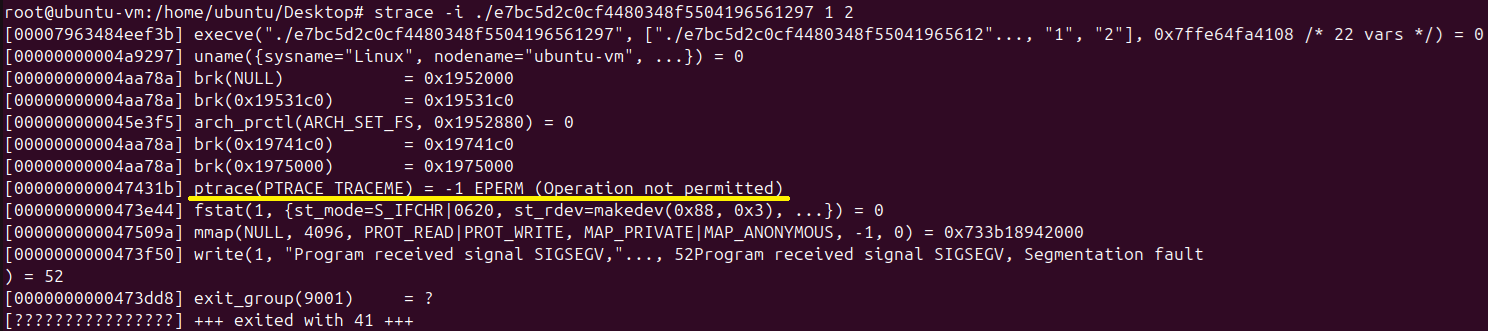 root@ubuntu-vm:/home/ubuntu/Desktop# strace -i ./e7bc5d2c0cf4480348f5504196561297 1 2
[00007963484eef3b] execve("./e7bc5d2c0cf4480348f5504196561297", ["./e7bc5d2c0cf4480348f55041965612"..., "1", "2"], 0x7ffe64fa4108 /* 22 vars */) = 0
[00000000004a9297] uname({sysname="Linux", nodename="ubuntu-vm", ...}) = 0
[00000000004aa78a] brk(NULL)               = 0x1952000
[00000000004aa78a] brk(0x19531c0)          = 0x19531c0
[000000000045e3f5] arch_prctl(ARCH_SET_FS, 0x1952880) = 0
[00000000004aa78a] brk(0x19741c0)          = 0x19741c0
[00000000004aa78a] brk(0x1975000)          = 0x1975000
[000000000047431b] ptrace(PTRACE_TRACEME) = -1 EPERM (Operation not permitted)
[0000000000473e44] fstat(1, {st_mode=S_IFCHR|0620, st_rdev=makedev(0x88, 0x3), ...}) = 0
[000000000047509a] mmap(NULL, 4096, PROT_READ|PROT_WRITE, MAP_PRIVATE|MAP_ANONYMOUS, -1, 0) = 0x733b18942000
[0000000000473f50] write(1, "Program received signal SIGSEGV,"..., 52Program received signal SIGSEGV, Segmentation fault
) = 52
[0000000000473dd8] exit_group(9001)        = ?
[????????????????] +++ exited with 41 +++